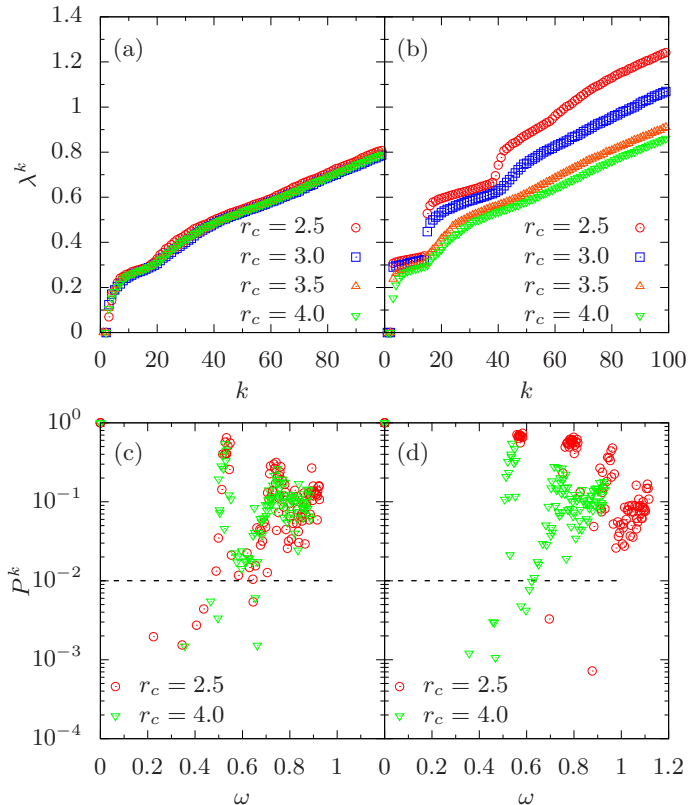 (a) (b)
1.4
1.2
1
0.8
0.6
0.4
0.2
0
λ^k
r_c = 2.5
r_c = 3.0
r_c = 3.5
r_c = 4.0
r_c = 2.5
r_c = 3.0
r_c = 3.5
r_c = 4.0
0 20 40 60 80 0 20 40 60 80 100
k k
(c) (d)
10^0
10^-1
10^-2
10^-3
10^-4
P^k
r_c = 2.5
r_c = 4.0
r_c = 2.5
r_c = 4.0
0 0.2 0.4 0.6 0.8 1 0 0.2 0.4 0.6 0.8 1 1.2
ω ω